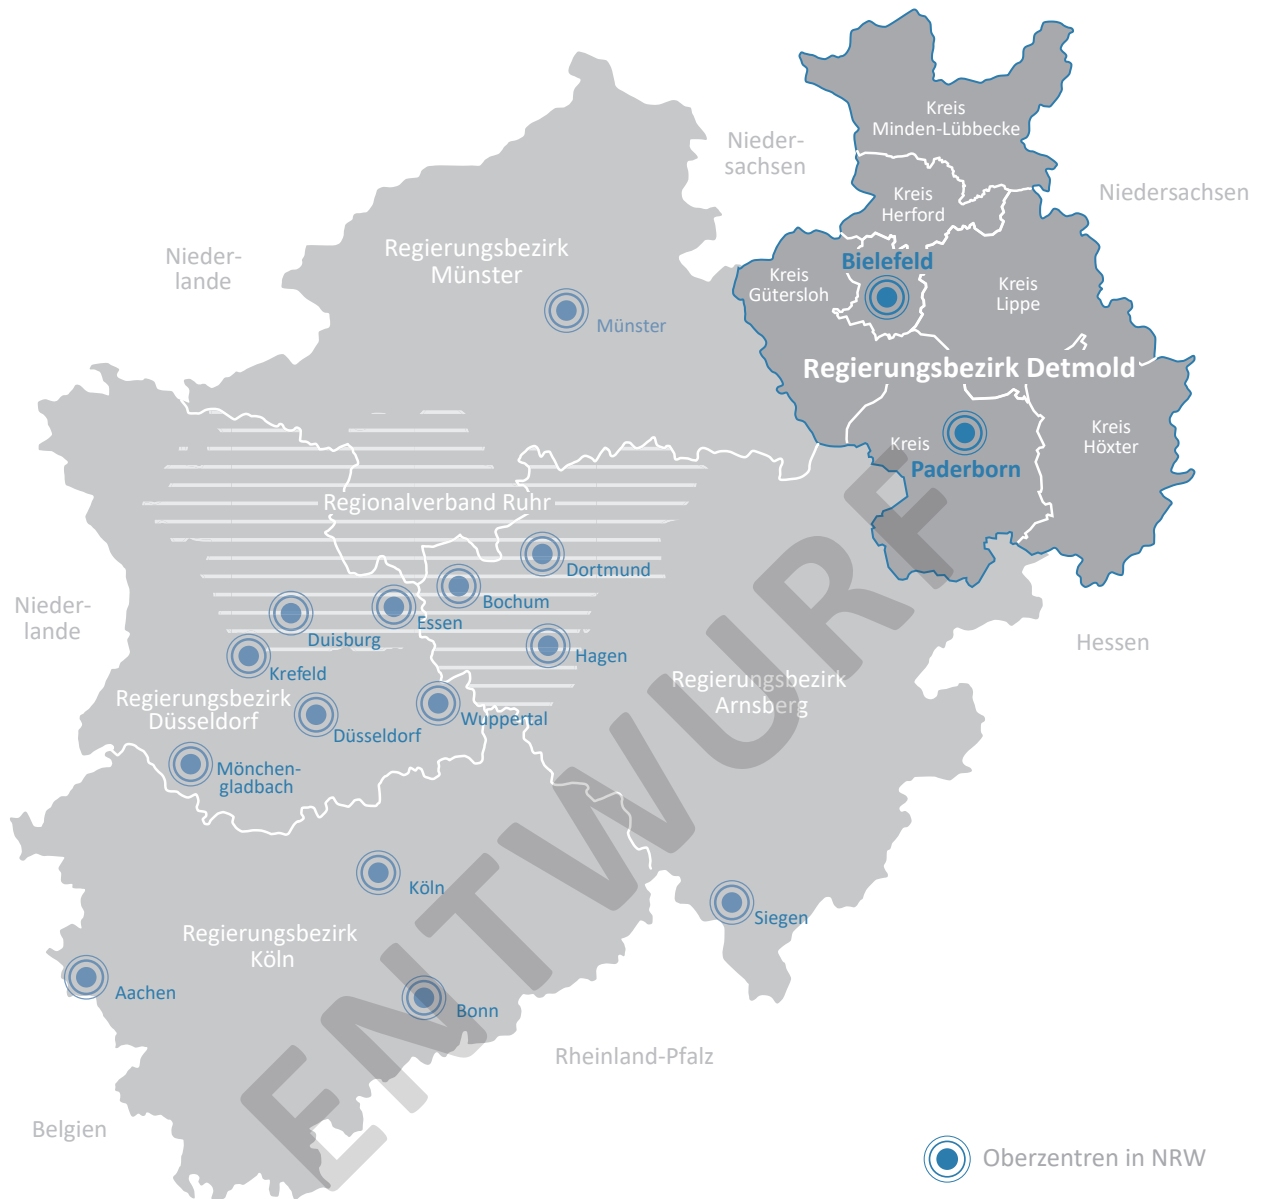 Kreis
Minden-Lübbecke
Nieder-
sachsen
Niedersachsen
Kreis
Herford
Regierungsbezirk
Münster
Nieder-
lande
Bielefeld
Kreis
Gütersloh
Kreis
Lippe
Münster
Regierungsbezirk Detmold
Kreis
Paderborn
Kreis
Höxter
Regionalverband Ruhr
Dortmund
Bochum
Essen
Duisburg
Nieder-
lande
Hagen
Krefeld
Hessen
Regierungsbezirk
Arnsberg
Regierungsbezirk
Düsseldorf
Wuppertal
Düsseldorf
Mönchen-
gladbach
Köln
Siegen
Regierungsbezirk
Köln
Aachen
Bonn
Rheinland-Pfalz
Belgien
ENTWURF
Oberzentren in NRW